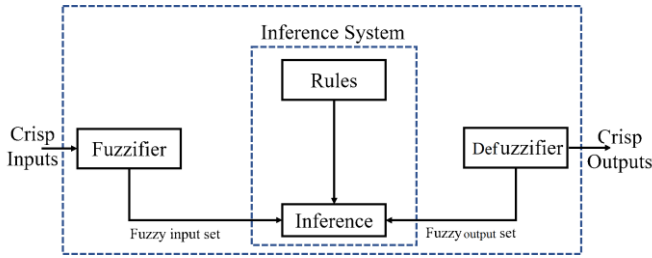 Inference System
Rules
Crisp
Inputs
Fuzzifier
Defuzzifier
Crisp
Outputs
Inference
Fuzzy input set
Fuzzy output set